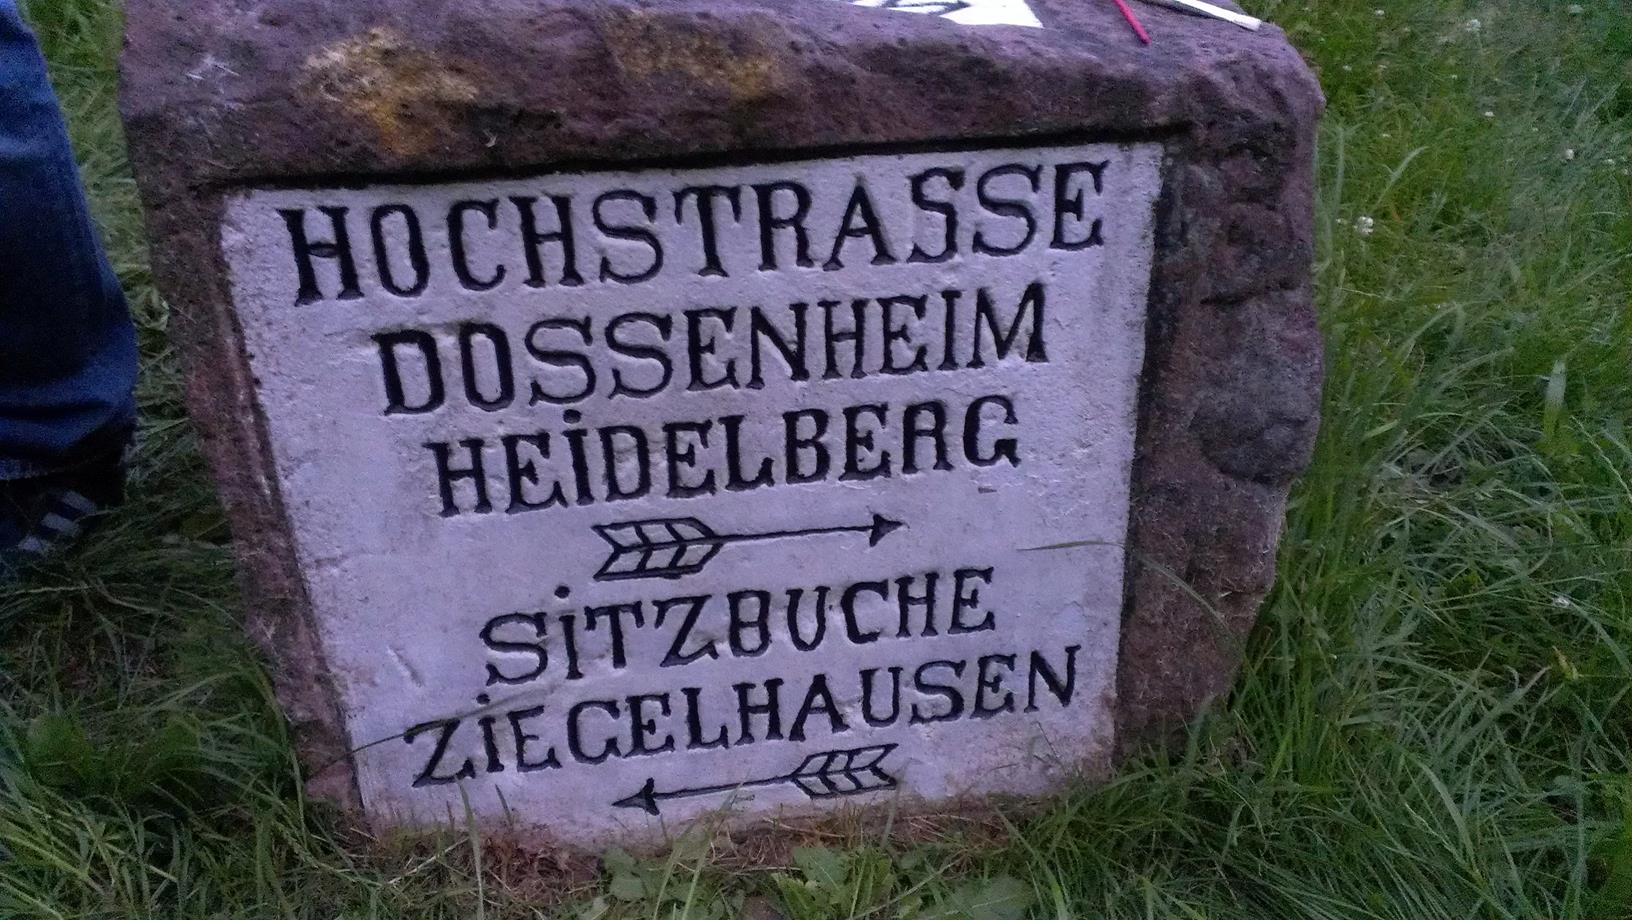 HOCHSTRASSE
DOSSENHEIM
HEIDELBERG
SITZBUCHE
ZIEGELHAUSEN